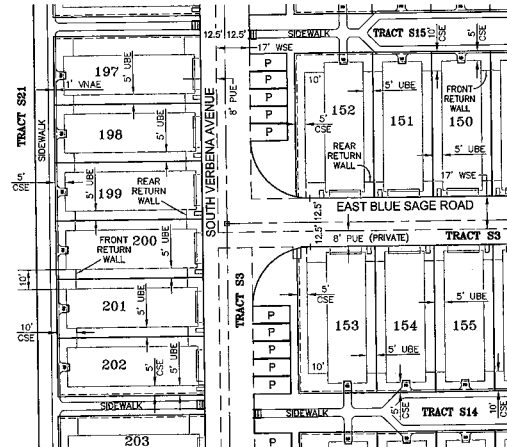 12.5' 12.5'
SIDEWALK
TRACT S15
10'
CSE
5'
CSE
17' WSE
197
5' UBE
1' VNAE
TRACT S21
SIDEWALK
198
5' UBE
8' PUE
SOUTH VERBENA AVENUE
P
P
P
P
P
10'
152
5' UBE
151
FRONT
RETURN
WALL
150
5'
CSE
REAR
RETURN
WALL
17' WSE
5'
CSE
5' UBE
199
REAR
RETURN
WALL
12.5'
EAST BLUE SAGE ROAD
12.5'
8' PUE (PRIVATE)
TRACT S3
200
FRONT
RETURN
WALL
5' UBE
10'
TRACT S3
5'
CSE
5' UBE
201
5' UBE
P
P
P
P
P
153
154
155
10'
CSE
202
5' UBE
5'
CSE
10'
5' UBE
SIDEWALK
SIDEWALK
5'
CSE
TRACT S14
10'
CSE
203
P